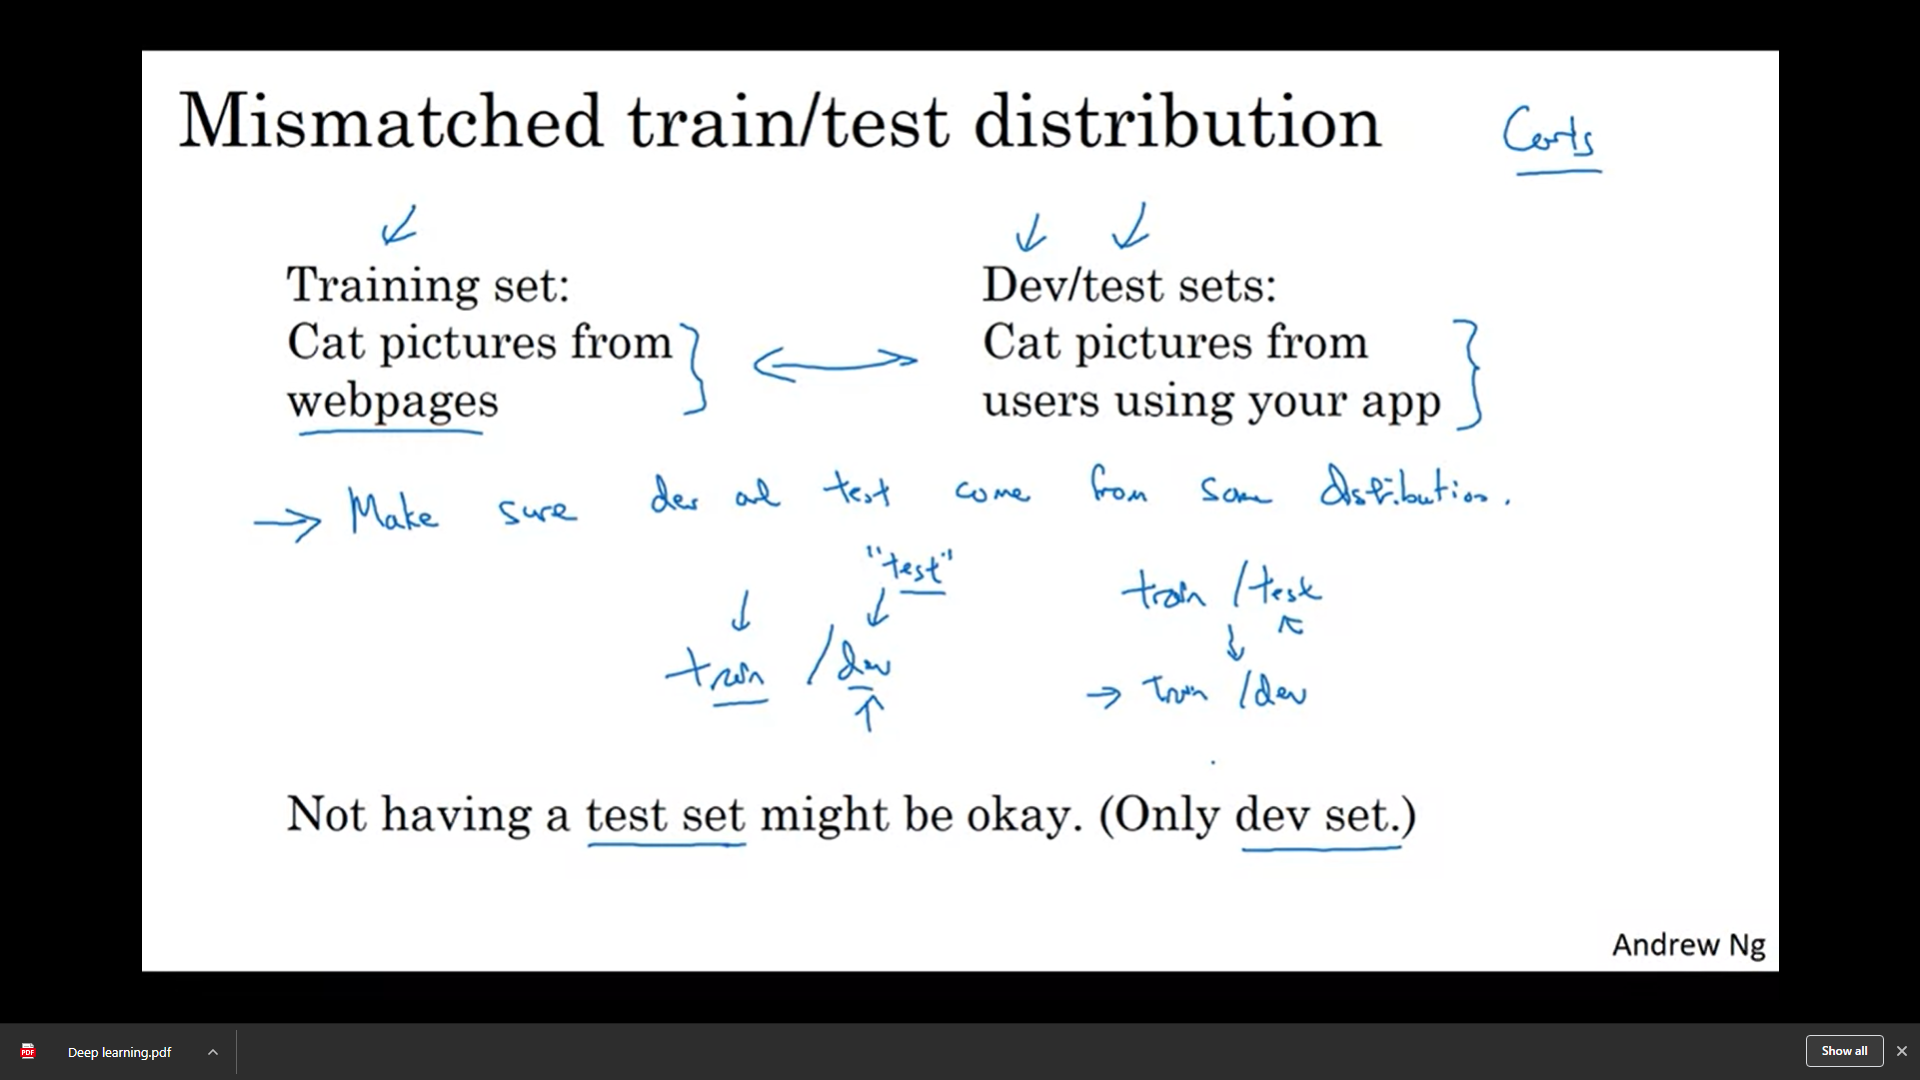 Mismatched train/test distribution
Training set:
Cat pictures from
webpages
Dev/test sets:
Cat pictures from
users using your app
→ Make sure dev and test come from same distribution.
"test"
train / dev
train / test
→ train / dev
Not having a test set might be okay. (Only dev set.)
Andrew Ng
Deep learning.pdf
Show all